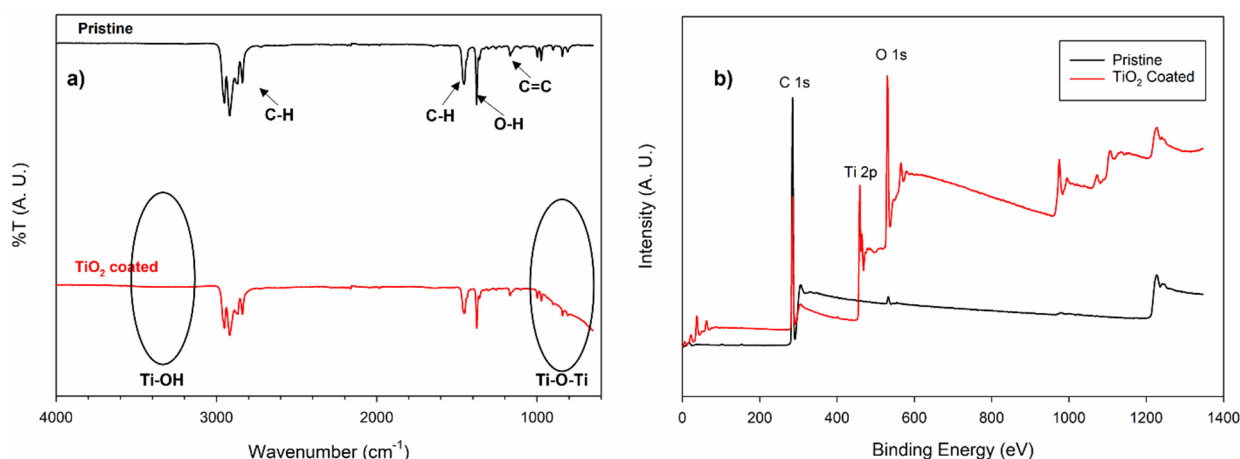 Pristine
a)
C-H
C-H
O-H
C=C
%T (A. U.)
TiO₂ coated
Ti-OH
Ti-O-Ti
4000 3000 2000 1000
Wavenumber (cm⁻¹)
b)
C 1s
O 1s
Ti 2p
Pristine
TiO₂ Coated
Intensity (A. U.)
0 200 400 600 800 1000 1200 1400
Binding Energy (eV)